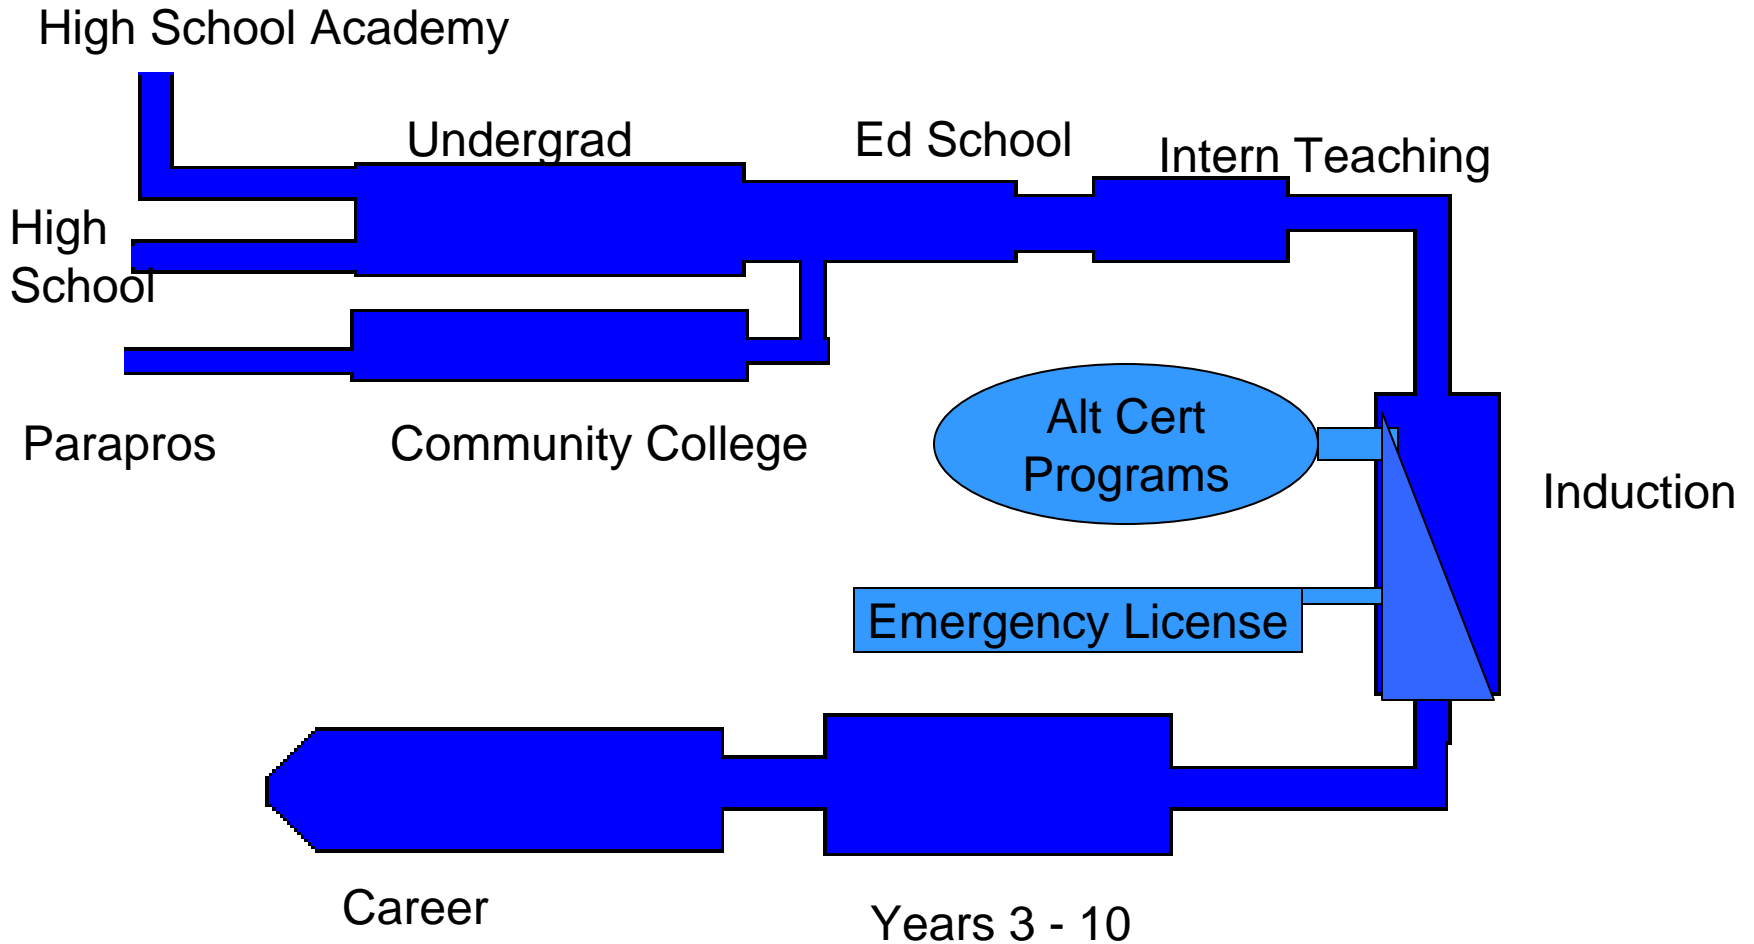 High School Academy
Undergrad
Ed School
Intern Teaching
High
School
Parapros
Community College
Alt Cert
Programs
Induction
Emergency License
Career
Years 3 - 10